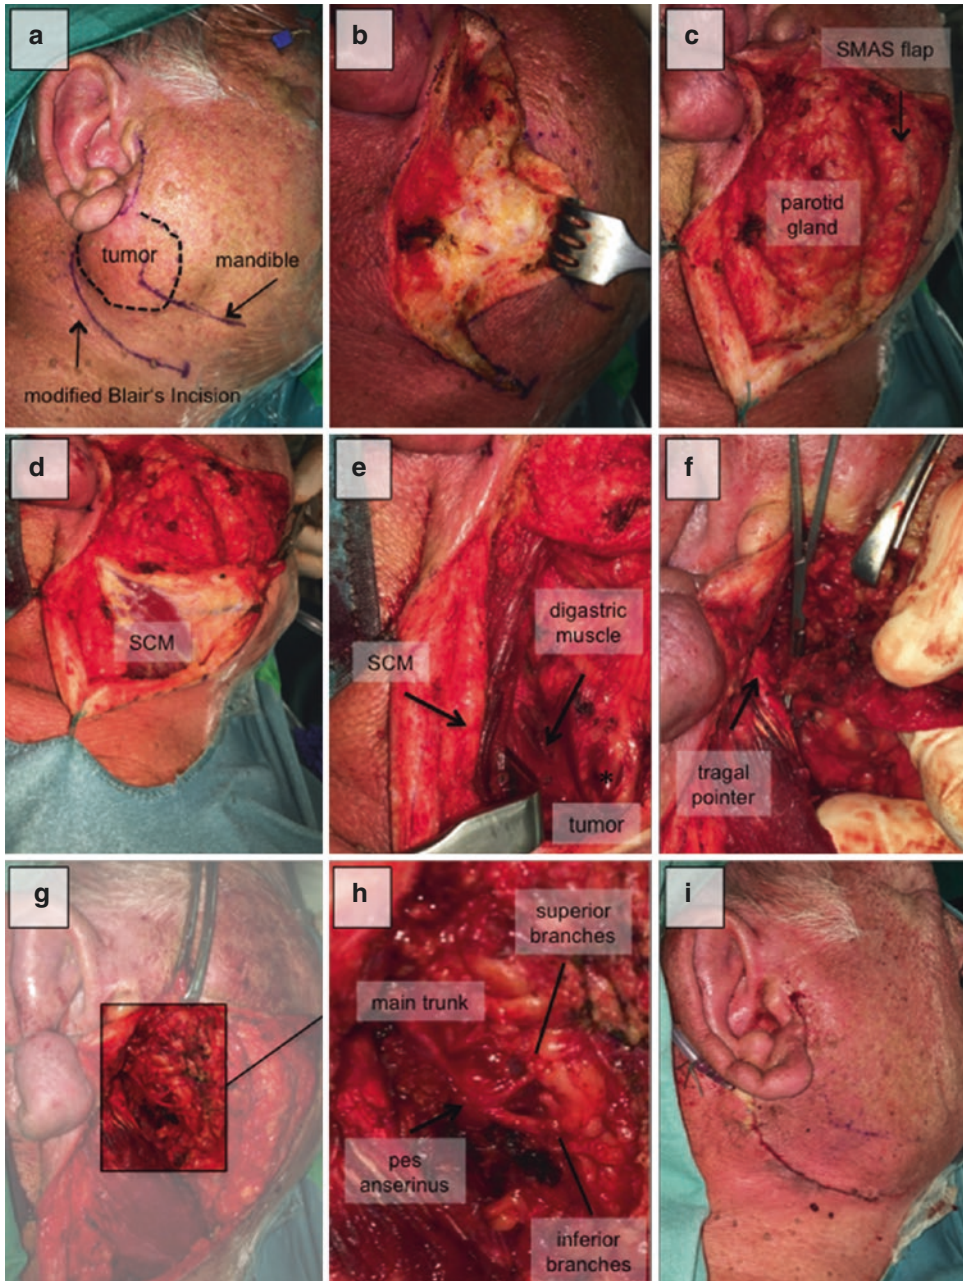 a
tumor
mandible
modified Blair's Incision
b
c
SMAS flap
parotid
gland
d
SCM
e
digastric
muscle
SCM
*
tumor
f
tragal
pointer
g
h
superior
branches
main trunk
pes
anserinus
inferior
branches
i